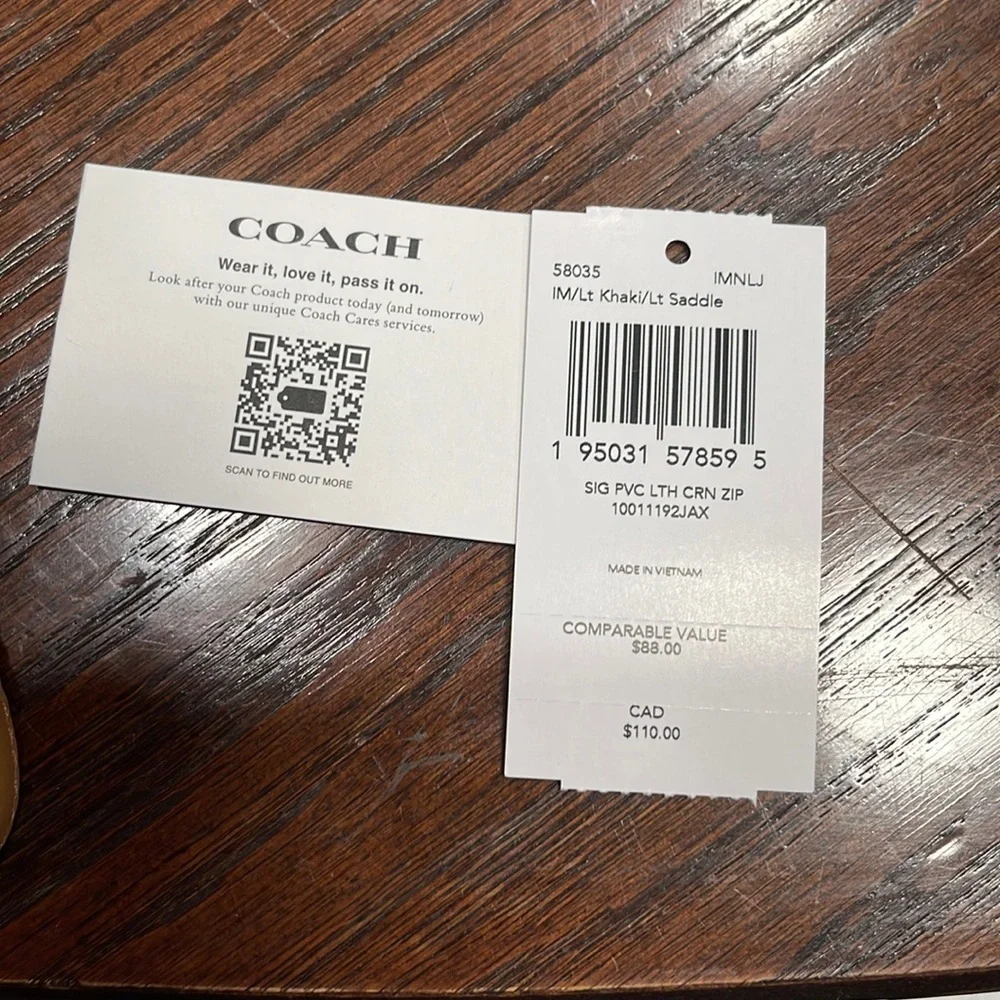 COACH
Wear it, love it, pass it on.
Look after your Coach product today (and tomorrow)
with our unique Coach Cares services.
SCAN TO FIND OUT MORE
58035 IMNLJ
IM/Lt Khaki/Lt Saddle
1 95031 57859 5
SIG PVC LTH CRN ZIP
10011192JAX
MADE IN VIETNAM
COMPARABLE VALUE
$88.00
CAD
$110.00